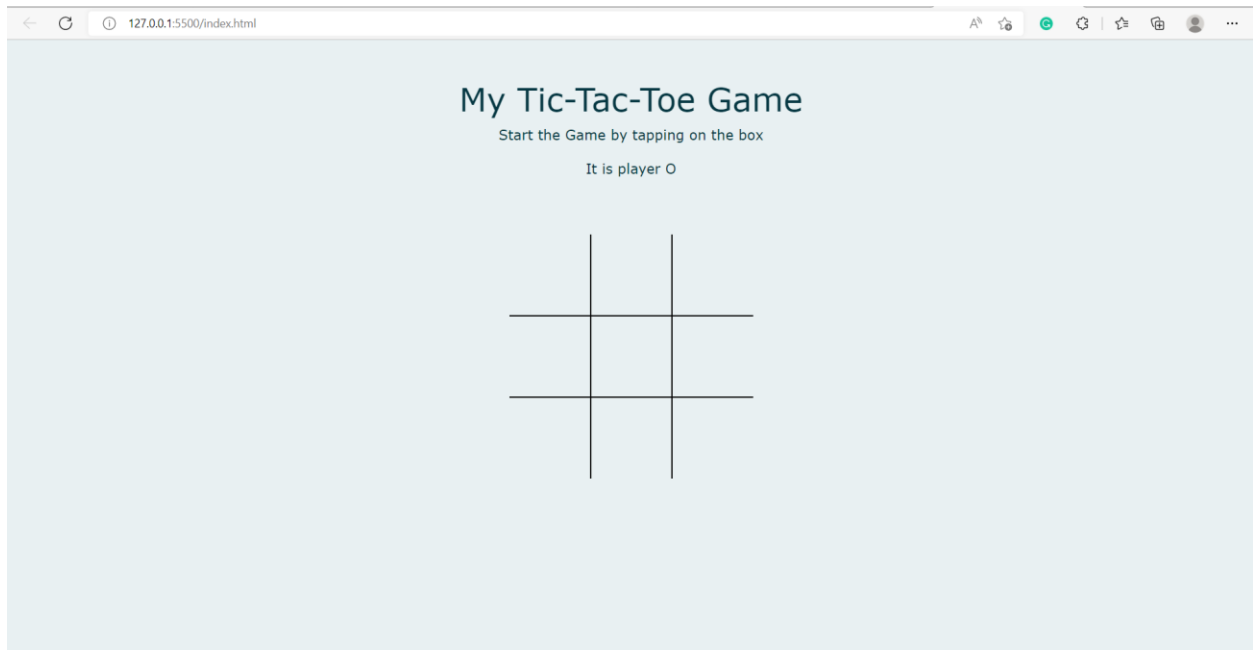 127.0.0.1:5500/index.html
My Tic-Tac-Toe Game
Start the Game by tapping on the box
It is player O